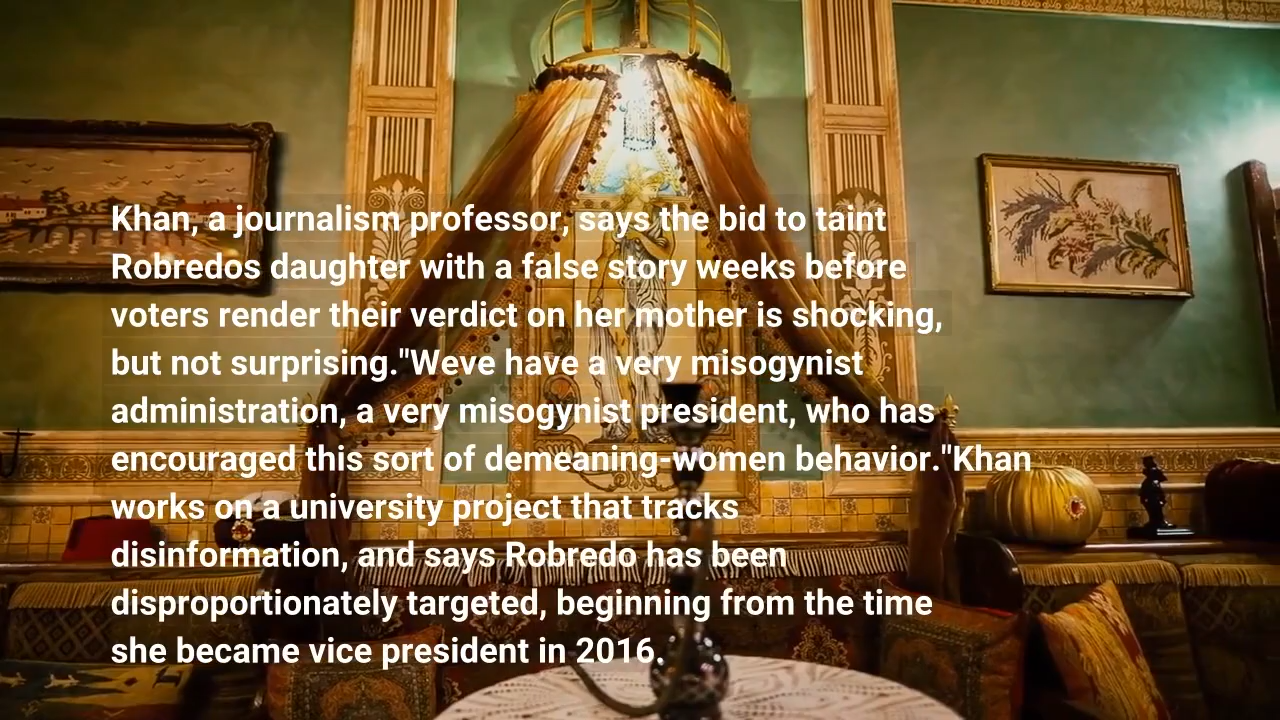 Khan, a journalism professor, says the bid to taint
Robredos daughter with a false story weeks before
voters render their verdict on her mother is shocking,
but not surprising."Weve have a very misogynist
administration, a very misogynist president, who has
encouraged this sort of demeaning-women behavior."Khan
works on a university project that tracks
disinformation, and says Robredo has been
disproportionately targeted, beginning from the time
she became vice president in 2016.